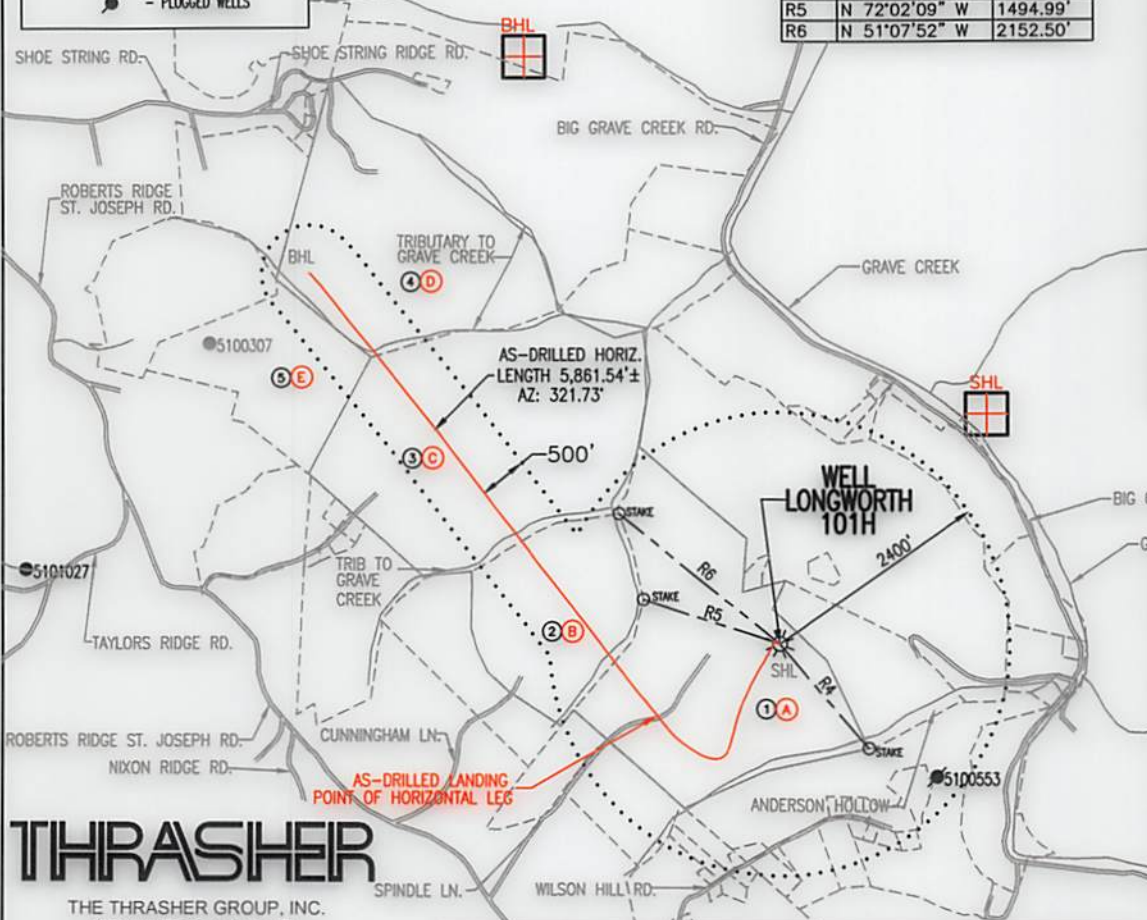 - PLUGGED WELLS
R5 N 72°02'09" W 1494.99'
R6 N 51°07'52" W 2152.50'
BHL
SHOE STRING RD.
SHOE STRING RIDGE RD.
BIG GRAVE CREEK RD.
ROBERTS RIDGE
ST. JOSEPH RD.
BHL
TRIBUTARY TO
GRAVE CREEK
4 D
GRAVE CREEK
5100307
5 E
AS-DRILLED HORIZ.
LENGTH 5,861.54'±
AZ: 321.73°
SHL
3 C
500'
WELL
LONGWORTH
101H
BIG
STAKE
2400'
R6
5101027
TRIB TO
GRAVE
CREEK
STAKE
R5
2 B
TAYLORS RIDGE RD.
SHL
R4
1 A
ROBERTS RIDGE ST. JOSEPH RD.
CUNNINGHAM LN.
NIXON RIDGE RD.
STAKE
AS-DRILLED LANDING
POINT OF HORIZONTAL LEG
5100553
ANDERSON HOLLOW
THRASHER
SPINDLE LN.
WILSON HILL RD.
THE THRASHER GROUP, INC.